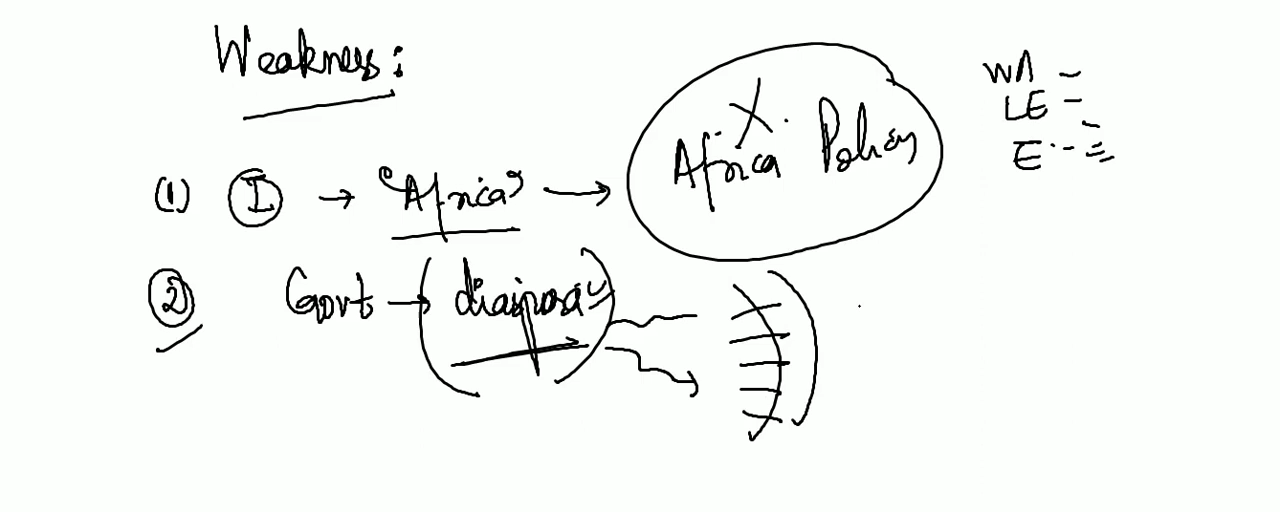 Weakness:
(1) I → "Africa" → X Africa Policy
WA -
LE -
E -
(2) Govt → (diaspora)